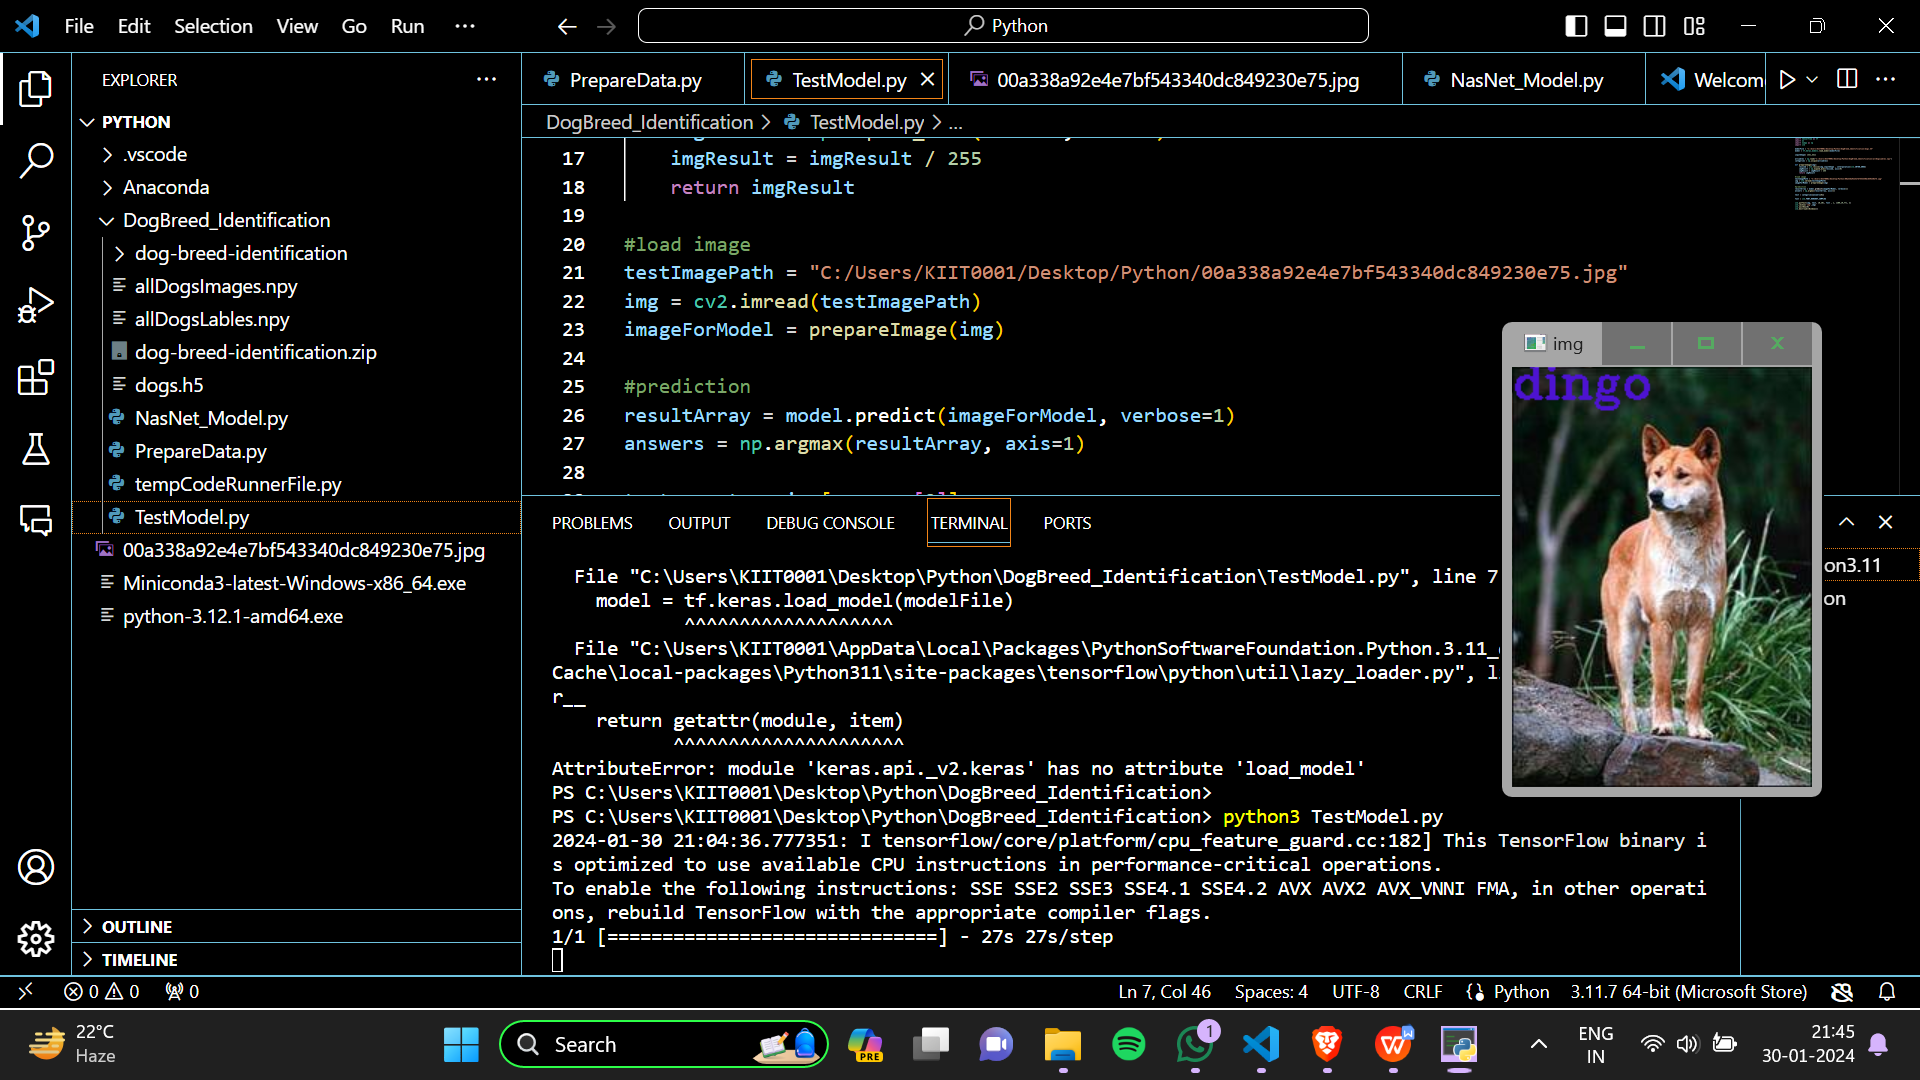 File Edit Selection View Go Run ···
Python
EXPLORER
PYTHON
.vscode
Anaconda
DogBreed_Identification
dog-breed-identification
allDogsImages.npy
allDogsLables.npy
dog-breed-identification.zip
dogs.h5
NasNet_Model.py
PrepareData.py
tempCodeRunnerFile.py
TestModel.py
00a338a92e4e7bf543340dc849230e75.jpg
Miniconda3-latest-Windows-x86_64.exe
python-3.12.1-amd64.exe
OUTLINE
TIMELINE
PrepareData.py TestModel.py 00a338a92e4e7bf543340dc849230e75.jpg NasNet_Model.py Welcom
DogBreed_Identification > TestModel.py > ...
17 imgResult = imgResult / 255
18 return imgResult
19
20 #load image
21 testImagePath = "C:/Users/KIIT0001/Desktop/Python/00a338a92e4e7bf543340dc849230e75.jpg"
22 img = cv2.imread(testImagePath)
23 imageForModel = prepareImage(img)
24
25 #prediction
26 resultArray = model.predict(imageForModel, verbose=1)
27 answers = np.argmax(resultArray, axis=1)
28
img
dingo
PROBLEMS OUTPUT DEBUG CONSOLE TERMINAL PORTS
on3.11
on
File "C:\Users\KIIT0001\Desktop\Python\DogBreed_Identification\TestModel.py", line 7
model = tf.keras.load_model(modelFile)
^^^^^^^^^^^^^^^^^^^
File "C:\Users\KIIT0001\AppData\Local\Packages\PythonSoftwareFoundation.Python.3.11_
Cache\local-packages\Python311\site-packages\tensorflow\python\util\lazy_loader.py", l
r__
return getattr(module, item)
^^^^^^^^^^^^^^^^^^^^^
AttributeError: module 'keras.api._v2.keras' has no attribute 'load_model'
PS C:\Users\KIIT0001\Desktop\Python\DogBreed_Identification>
PS C:\Users\KIIT0001\Desktop\Python\DogBreed_Identification> python3 TestModel.py
2024-01-30 21:04:36.777351: I tensorflow/core/platform/cpu_feature_guard.cc:182] This TensorFlow binary i
s optimized to use available CPU instructions in performance-critical operations.
To enable the following instructions: SSE SSE2 SSE3 SSE4.1 SSE4.2 AVX AVX2 AVX_VNNI FMA, in other operati
ons, rebuild TensorFlow with the appropriate compiler flags.
1/1 [==============================] - 27s 27s/step
0 0 0
Ln 7, Col 46 Spaces: 4 UTF-8 CRLF Python 3.11.7 64-bit (Microsoft Store)
22°C
Haze
Search
PRE
1
ENG
IN
21:45
30-01-2024